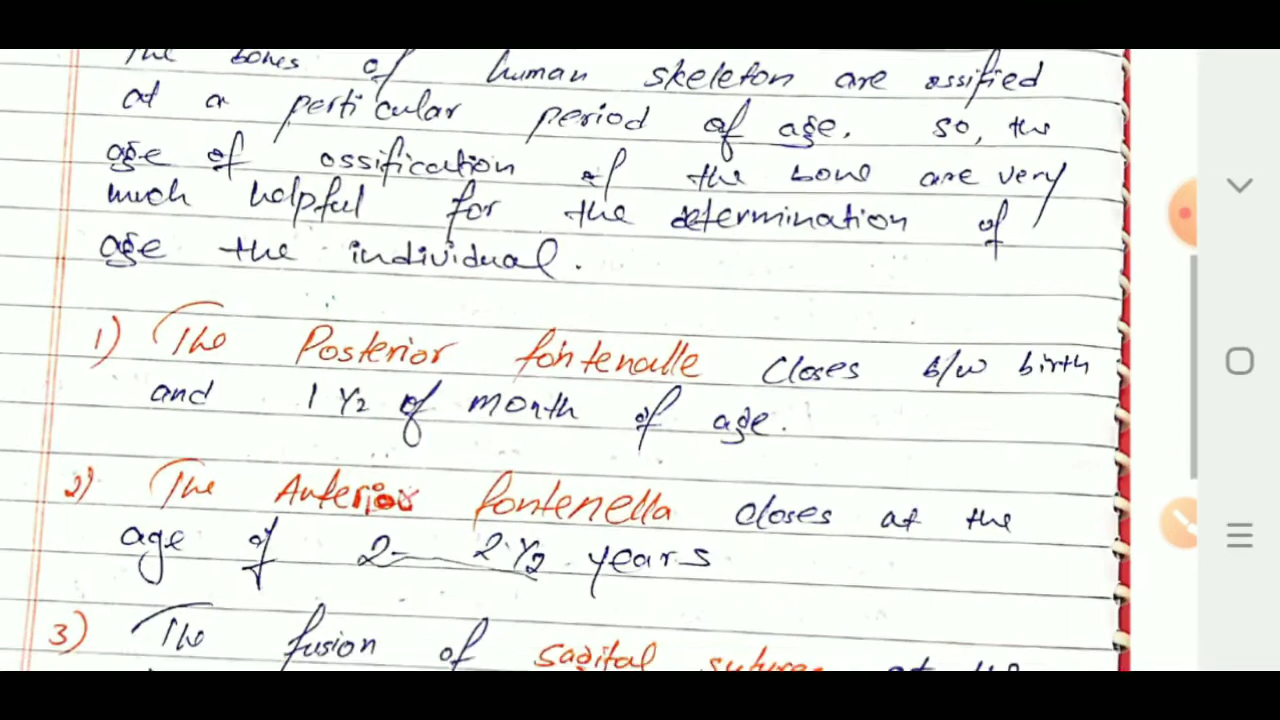 The bones of human skeleton are ossified
at a perticular period of age. so, the
age of ossification of the bone are very
much helpful for the determination of
age the individual.
1) The Posterior fontenalle closes b/w birth
and 1 1/2 of month of age.
2) The Anterior fontenella closes at the
age of 2 - 2 1/2 years
3) The fusion of sagital suture at the